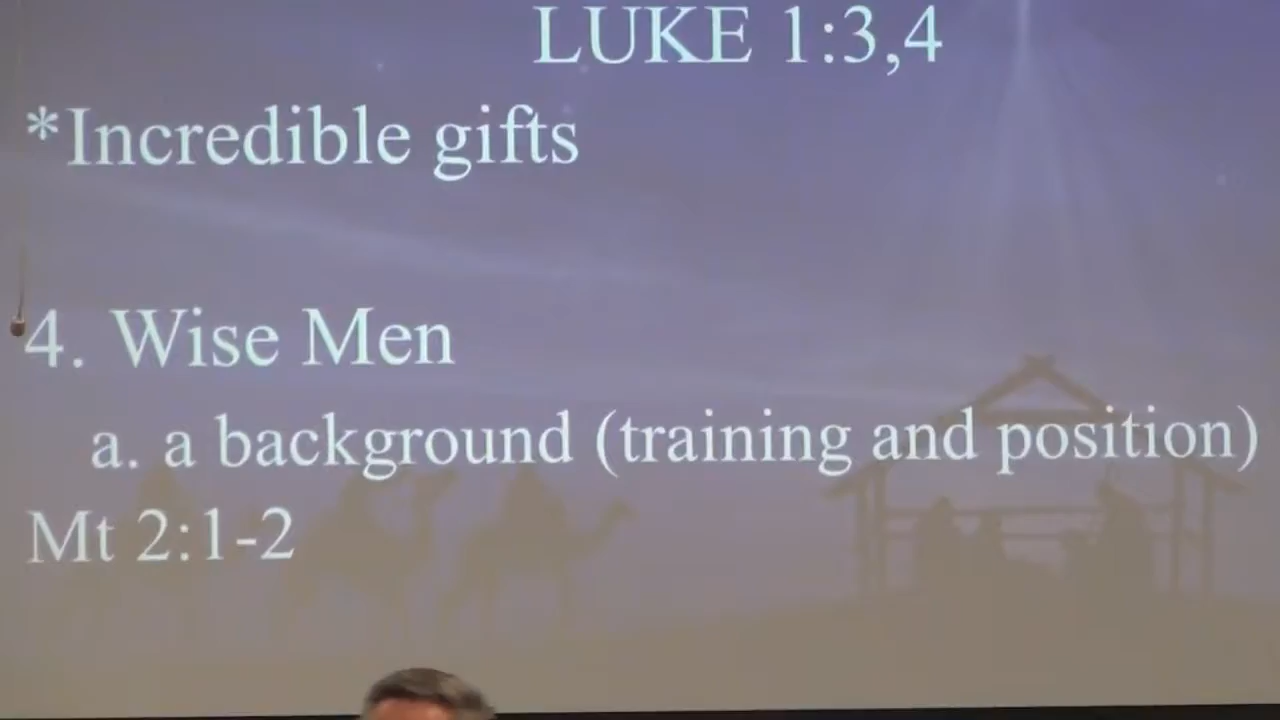 LUKE 1:3,4
*Incredible gifts
4. Wise Men
a. a background (training and position)
Mt 2:1-2